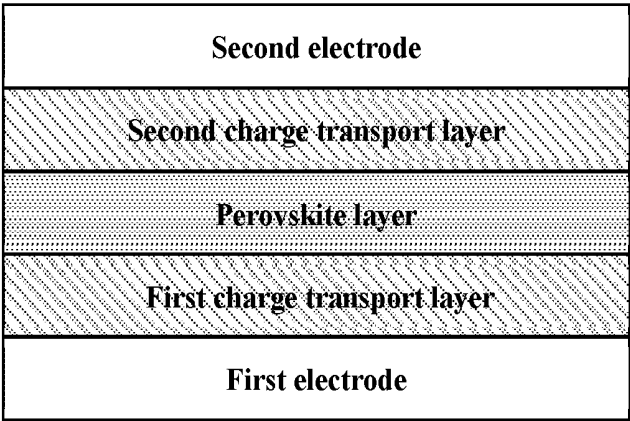 Second electrode
Second charge transport layer
Perovskite layer
First charge transport layer
First electrode